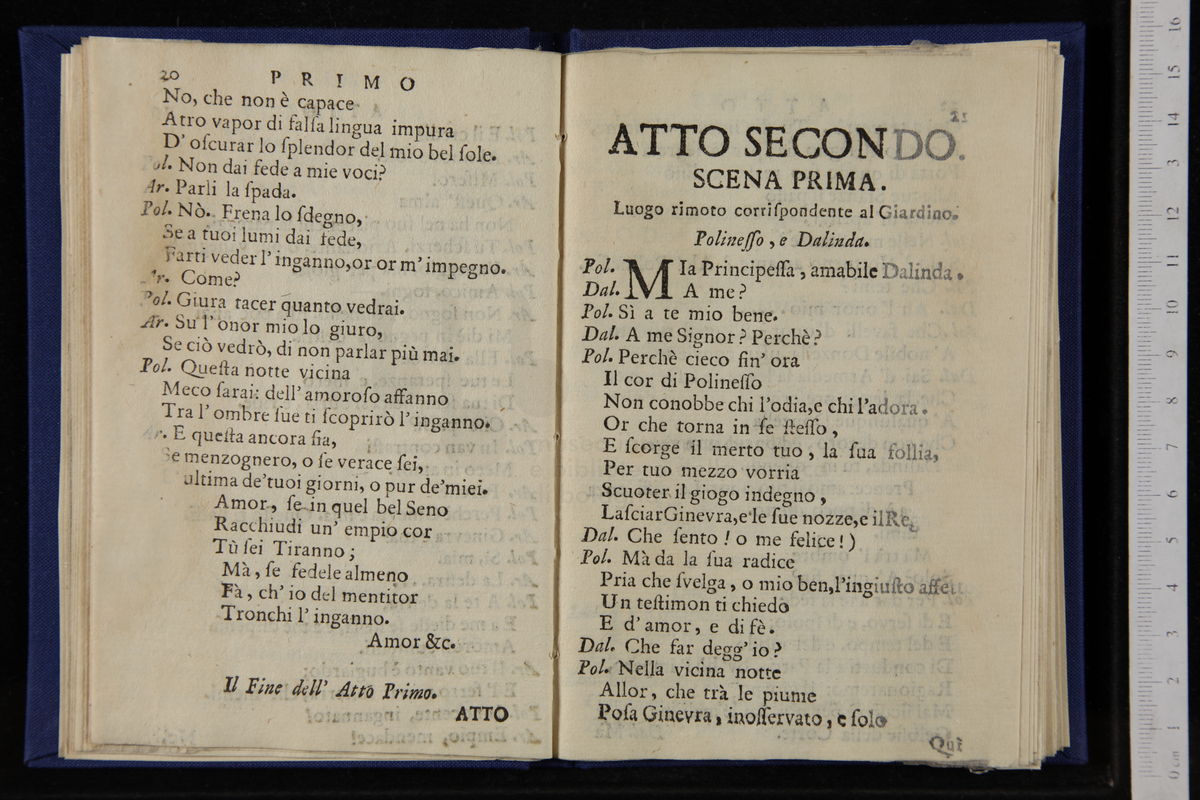 20 PRIMO
No, che non è capace
Atro vapor di falſa lingua impura
D' oſcurar lo ſplendor del mio bel ſole.
Pol. Non dai fede a mie voci?
Ar. Parli la ſpada.
Pol. Nò. Frena lo ſdegno,
Se a tuoi lumi dai fede,
Farti veder l' inganno, or or m' impegno.
Ar. Come?
Pol. Giura tacer quanto vedrai.
Ar. Su l' onor mio lo giuro,
Se ciò vedrò, di non parlar più mai.
Pol. Queſta notte vicina
Meco ſarai: dell' amoroſo affanno
Tra l' ombre ſue ti ſcoprirò l' inganno.
Ar. E queſta ancora ſia,
Se menzognero, o ſe verace ſei,
ultima de' tuoi giorni, o pur de' miei.
Amor, ſe in quel bel Seno
Racchiudi un' empio cor
Tù ſei Tiranno;
Mà, ſe fedele almeno
Fà, ch' io del mentitor
Tronchi l' inganno.
Amor &c.
Il Fine dell' Atto Primo.
ATTO
21
ATTO SECONDO.
SCENA PRIMA.
Luogo rimoto corriſpondente al Giardino.
Polineſſo, e Dalinda.
Pol. MIa Principeſſa, amabile Dalinda.
Dal. A me?
Pol. Sì a te mio bene.
Dal. A me Signor? Perchè?
Pol. Perchè cieco fin' ora
Il cor di Polineſſo
Non conobbe chi l'odia, e chi l'adora.
Or che torna in ſe ſteſſo,
E ſcorge il merto tuo, la ſua follia,
Per tuo mezzo vorria
Scuoter il giogo indegno,
Laſciar Ginevra, e le ſue nozze, e il Re.
Dal. Che ſento! o me felice!)
Pol. Mà da la ſua radice
Pria che ſvelga, o mio ben, l'ingiuſto affett
Un teſtimon ti chiedo
E d' amor, e di fè.
Dal. Che far degg' io?
Pol. Nella vicina notte
Allor, che trà le piume
Poſa Ginevra, inoſſervato, e ſolo
Quì